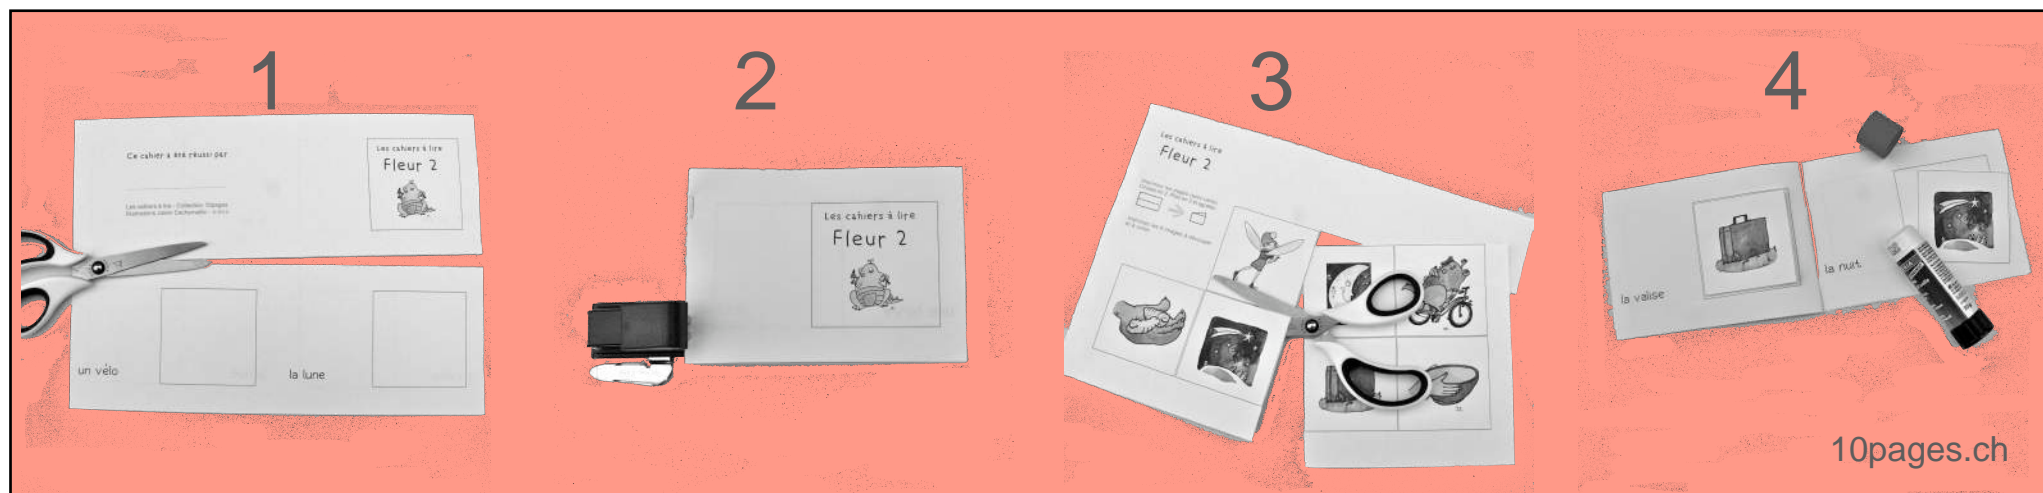 1
Ce cahier a été réussi par
Les cahiers à lire
Fleur 2
un vélo
la lune
2
Les cahiers à lire
Fleur 2
3
Les cahiers à lire
Fleur 2
4
la valise
la nuit
10pages.ch